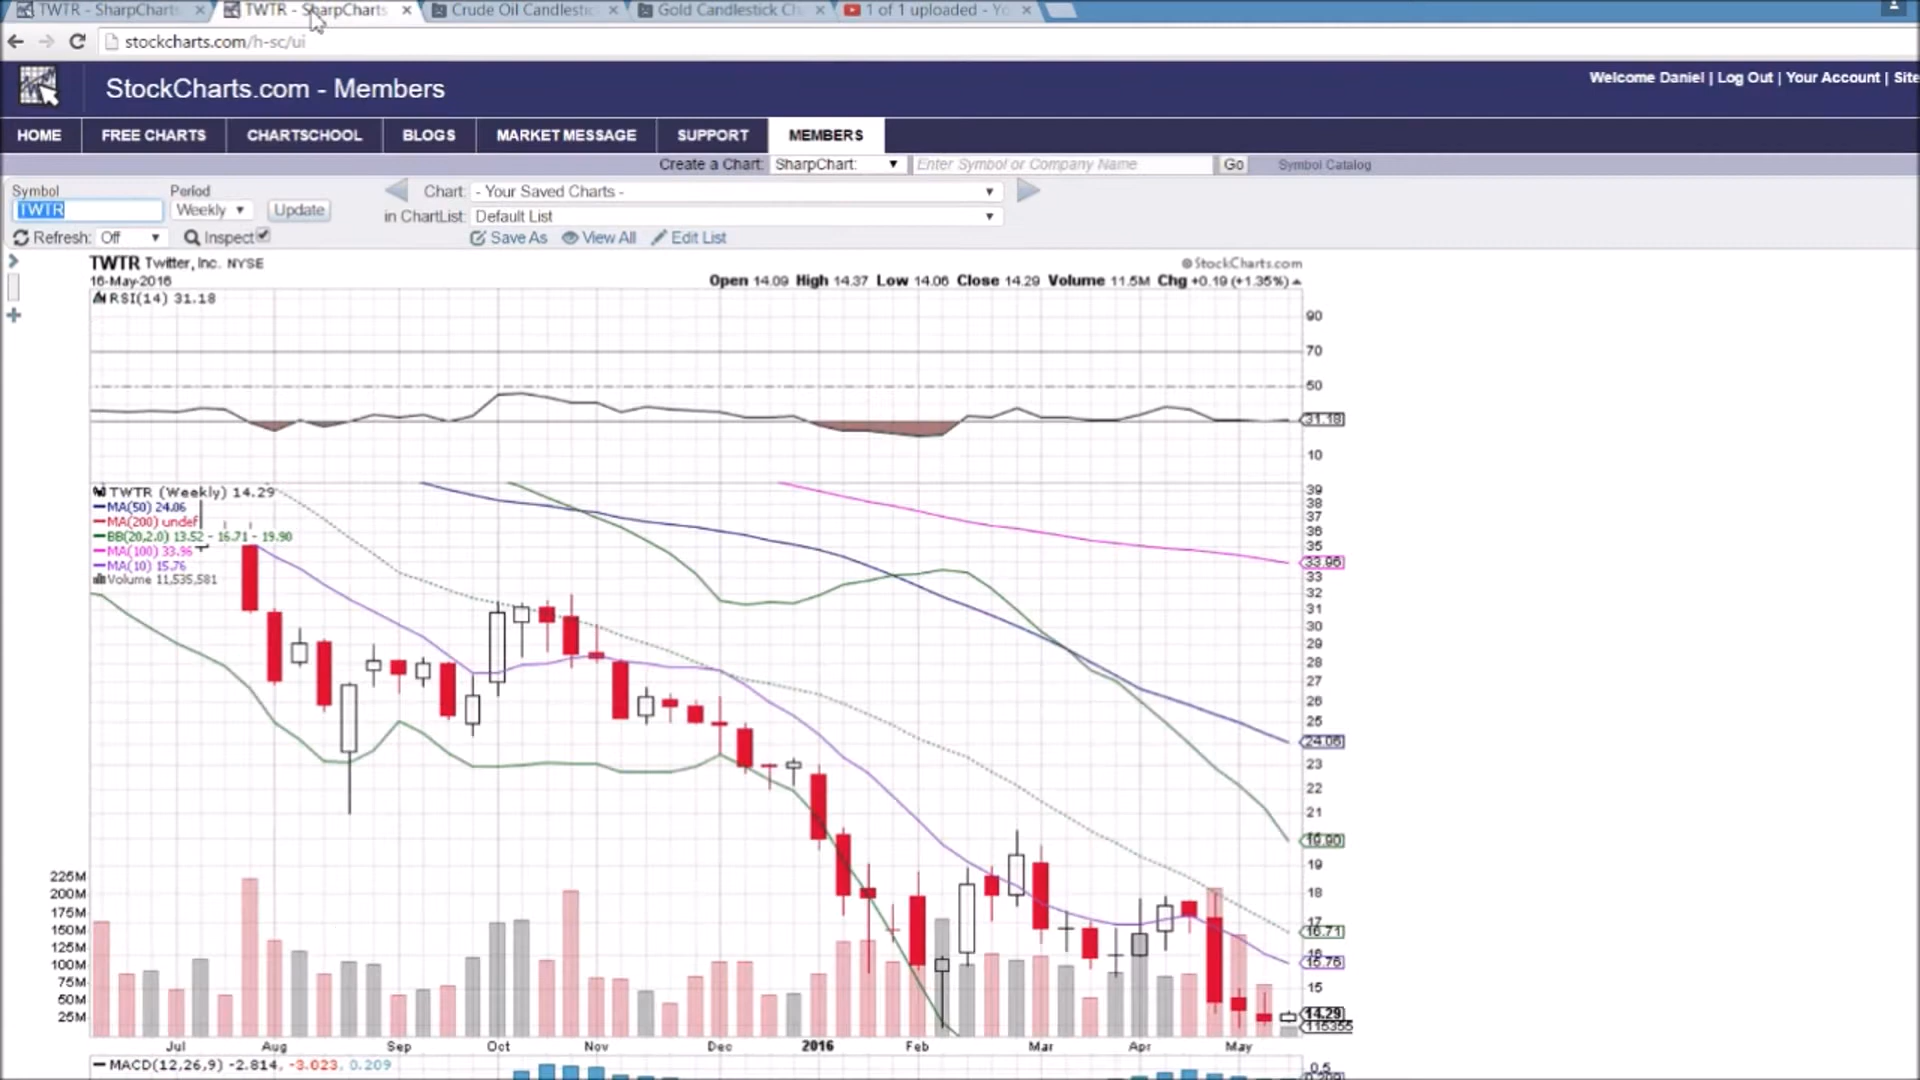 TWTR - SharpCharts
TWTR - SharpCharts
Crude Oil Candlestic
Gold Candlestick Ch
1 of 1 uploaded - Yo
stockcharts.com/h-sc/ui
StockCharts.com - Members
Welcome Daniel | Log Out | Your Account | Site
HOME FREE CHARTS CHARTSCHOOL BLOGS MARKET MESSAGE SUPPORT MEMBERS
Create a Chart: SharpChart: Enter Symbol or Company Name Go Symbol Catalog
Symbol Period Chart: - Your Saved Charts -
TWTR Weekly Update in ChartList: Default List
Refresh: Off Inspect Save As View All Edit List
TWTR Twitter, Inc. NYSE ©StockCharts.com
16-May-2016 Open 14.09 High 14.37 Low 14.06 Close 14.29 Volume 11.5M Chg +0.19 (+1.35%)
RSI(14) 31.18
90
70
50
31.18
10
TWTR (Weekly) 14.29
MA(50) 24.06
MA(200) undef
BB(20,2.0) 13.52 - 16.71 - 19.90
MA(100) 33.96
MA(10) 15.76
Volume 11,535,581
39
38
37
36
35
33.96
33
32
31
30
29
28
27
26
25
24.06
23
22
21
19.90
19
18
17
16.71
15.76
15
14.29
115355
225M
200M
175M
150M
125M
100M
75M
50M
25M
Jul Aug Sep Oct Nov Dec 2016 Feb Mar Apr May
MACD(12,26,9) -2.814, -3.023, 0.209
0.5
0.209